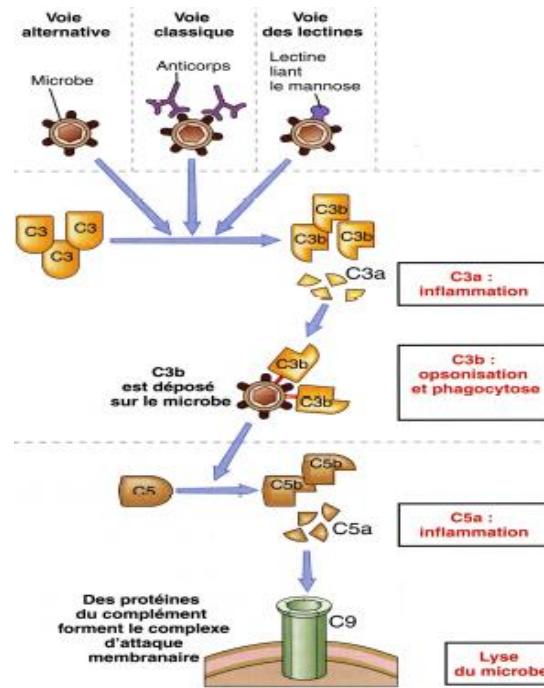 Voie
alternative
Voie
classique
Voie
des lectines
Microbe
Anticorps
Lectine
liant
le mannose
C3
C3
C3
C3b
C3b
C3b
C3a
C3a :
inflammation
C3b
est déposé
sur le microbe
C3b
C3b
C3b :
opsonisation
et phagocytose
C5
C5b
C5b
C5a
C5a :
inflammation
Des protéines
du complément
forment le complexe
d'attaque
membranaire
C9
Lyse
du microbe